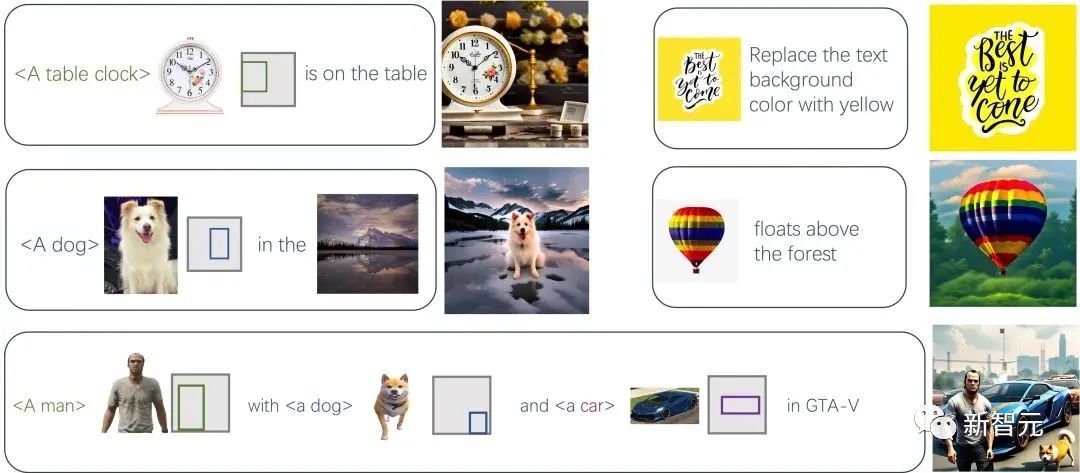 <A table clock>
is on the table
THE
Best
is
yet to
Come
Replace the text
background
color with yellow
THE
Best
IS
yet to
Cone
<A dog>
in the
floats above
the forest
<A man>
with <a dog>
and <a car>
in GTA-V
新智元